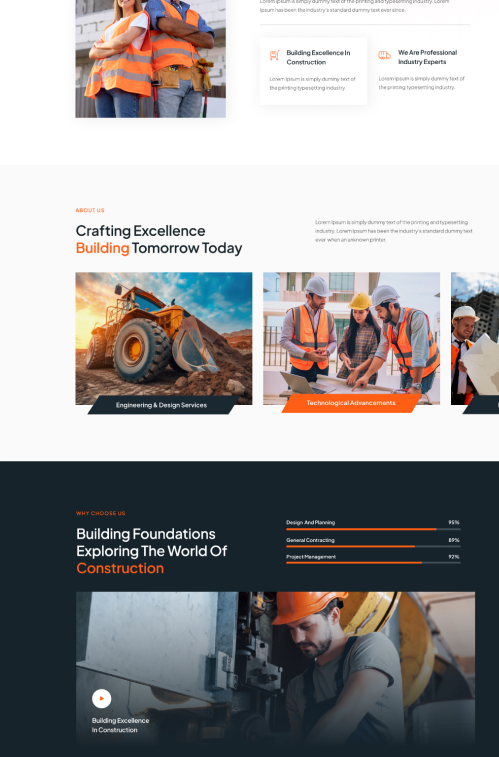 Lorem Ipsum is simply dummy text of the printing and typesetting industry. Lorem
Ipsum has been the industry's standard dummy text ever since.
Building Excellence In
Construction
Lorem Ipsum is simply dummy text of
the printing typesetting industry.
We Are Professional
Industry Experts
Lorem Ipsum is simply dummy text of
the printing typesetting industry.
ABOUT US
Crafting Excellence
Building Tomorrow Today
Lorem Ipsum is simply dummy text of the printing and typesetting
industry. Lorem Ipsum has been the industry's standard dummy text
ever when an unknown printer.
Engineering & Design Services
Technological Advancements
WHY CHOOSE US
Building Foundations
Exploring The World Of
Construction
Design And Planning 95%
General Contracting 89%
Project Management 92%
Building Excellence
In Construction